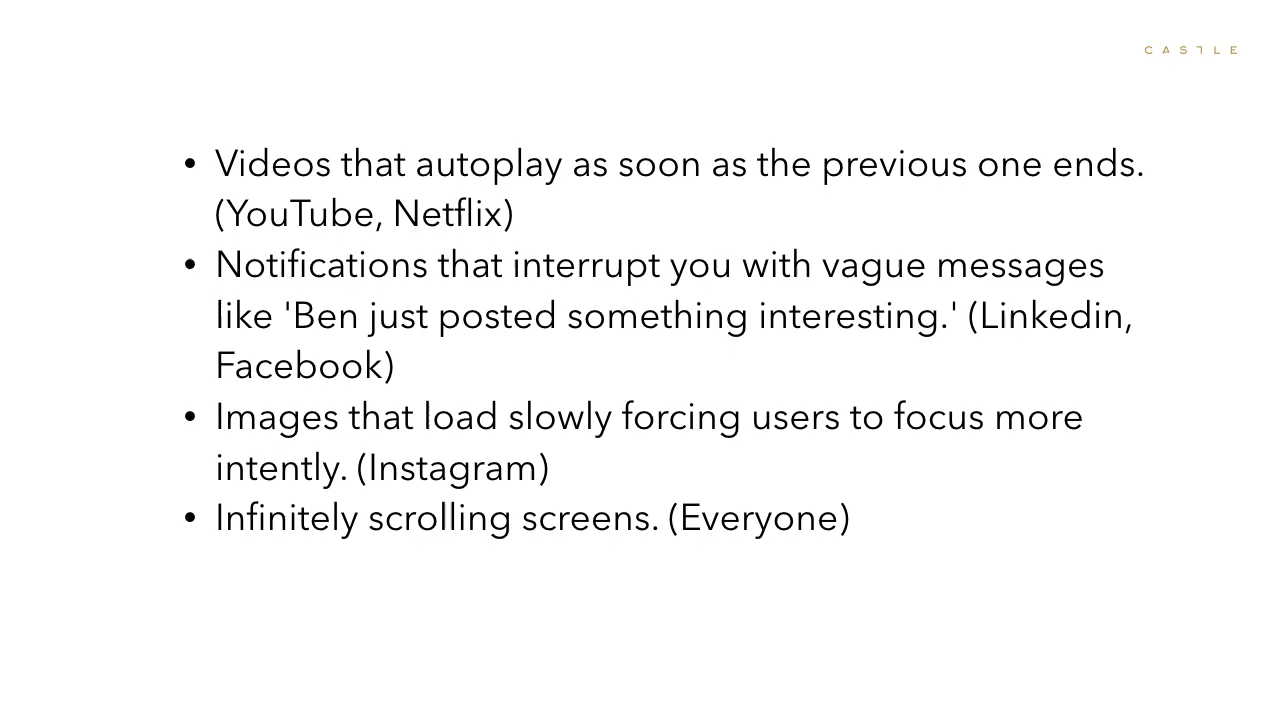 CASTLE
• Videos that autoplay as soon as the previous one ends.
(YouTube, Netflix)
• Notifications that interrupt you with vague messages
like 'Ben just posted something interesting.' (Linkedin,
Facebook)
• Images that load slowly forcing users to focus more
intently. (Instagram)
• Infinitely scrolling screens. (Everyone)